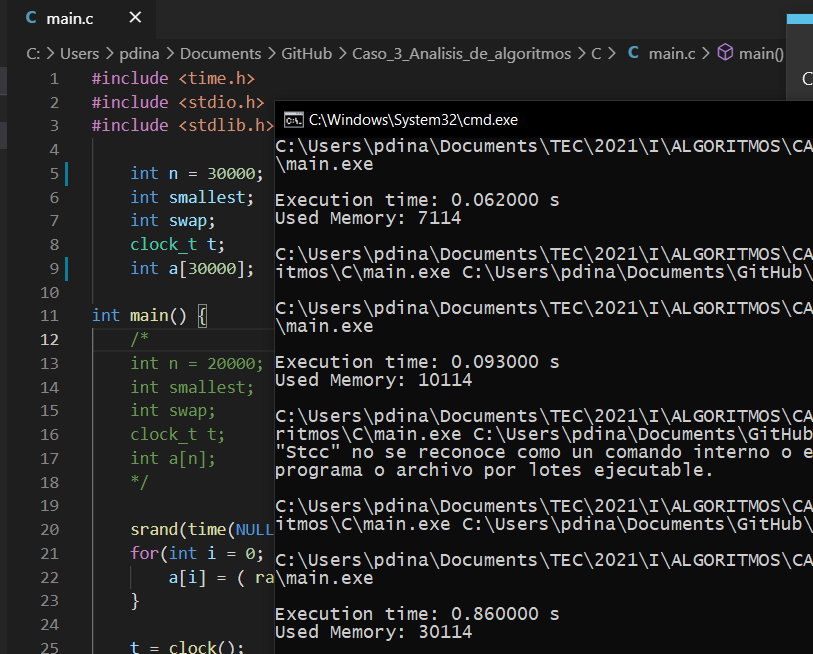 C main.c ×
C: > Users > pdina > Documents > GitHub > Caso_3_Analisis_de_algoritmos > C > C main.c > main()
1 #include <time.h>
2 #include <stdio.h>
3 #include <stdlib.h>
4
5 int n = 30000;
6 int smallest;
7 int swap;
8 clock_t t;
9 int a[30000];
10
11 int main() {
12 /*
13 int n = 20000;
14 int smallest;
15 int swap;
16 clock_t t;
17 int a[n];
18 */
19
20 srand(time(NULL
21 for(int i = 0;
22 a[i] = ( ra
23 }
24
25 t = clock();
C:\Windows\System32\cmd.exe
C:\Users\pdina\Documents\TEC\2021\I\ALGORITMOS\CA
\main.exe
Execution time: 0.062000 s
Used Memory: 7114
C:\Users\pdina\Documents\TEC\2021\I\ALGORITMOS\CA
itmos\C\main.exe C:\Users\pdina\Documents\GitHub\
C:\Users\pdina\Documents\TEC\2021\I\ALGORITMOS\CA
\main.exe
Execution time: 0.093000 s
Used Memory: 10114
C:\Users\pdina\Documents\TEC\2021\I\ALGORITMOS\CA
ritmos\C\main.exe C:\Users\pdina\Documents\GitHub
"Stcc" no se reconoce como un comando interno o e
programa o archivo por lotes ejecutable.
C:\Users\pdina\Documents\TEC\2021\I\ALGORITMOS\CA
itmos\C\main.exe C:\Users\pdina\Documents\GitHub\
C:\Users\pdina\Documents\TEC\2021\I\ALGORITMOS\CA
\main.exe
Execution time: 0.860000 s
Used Memory: 30114